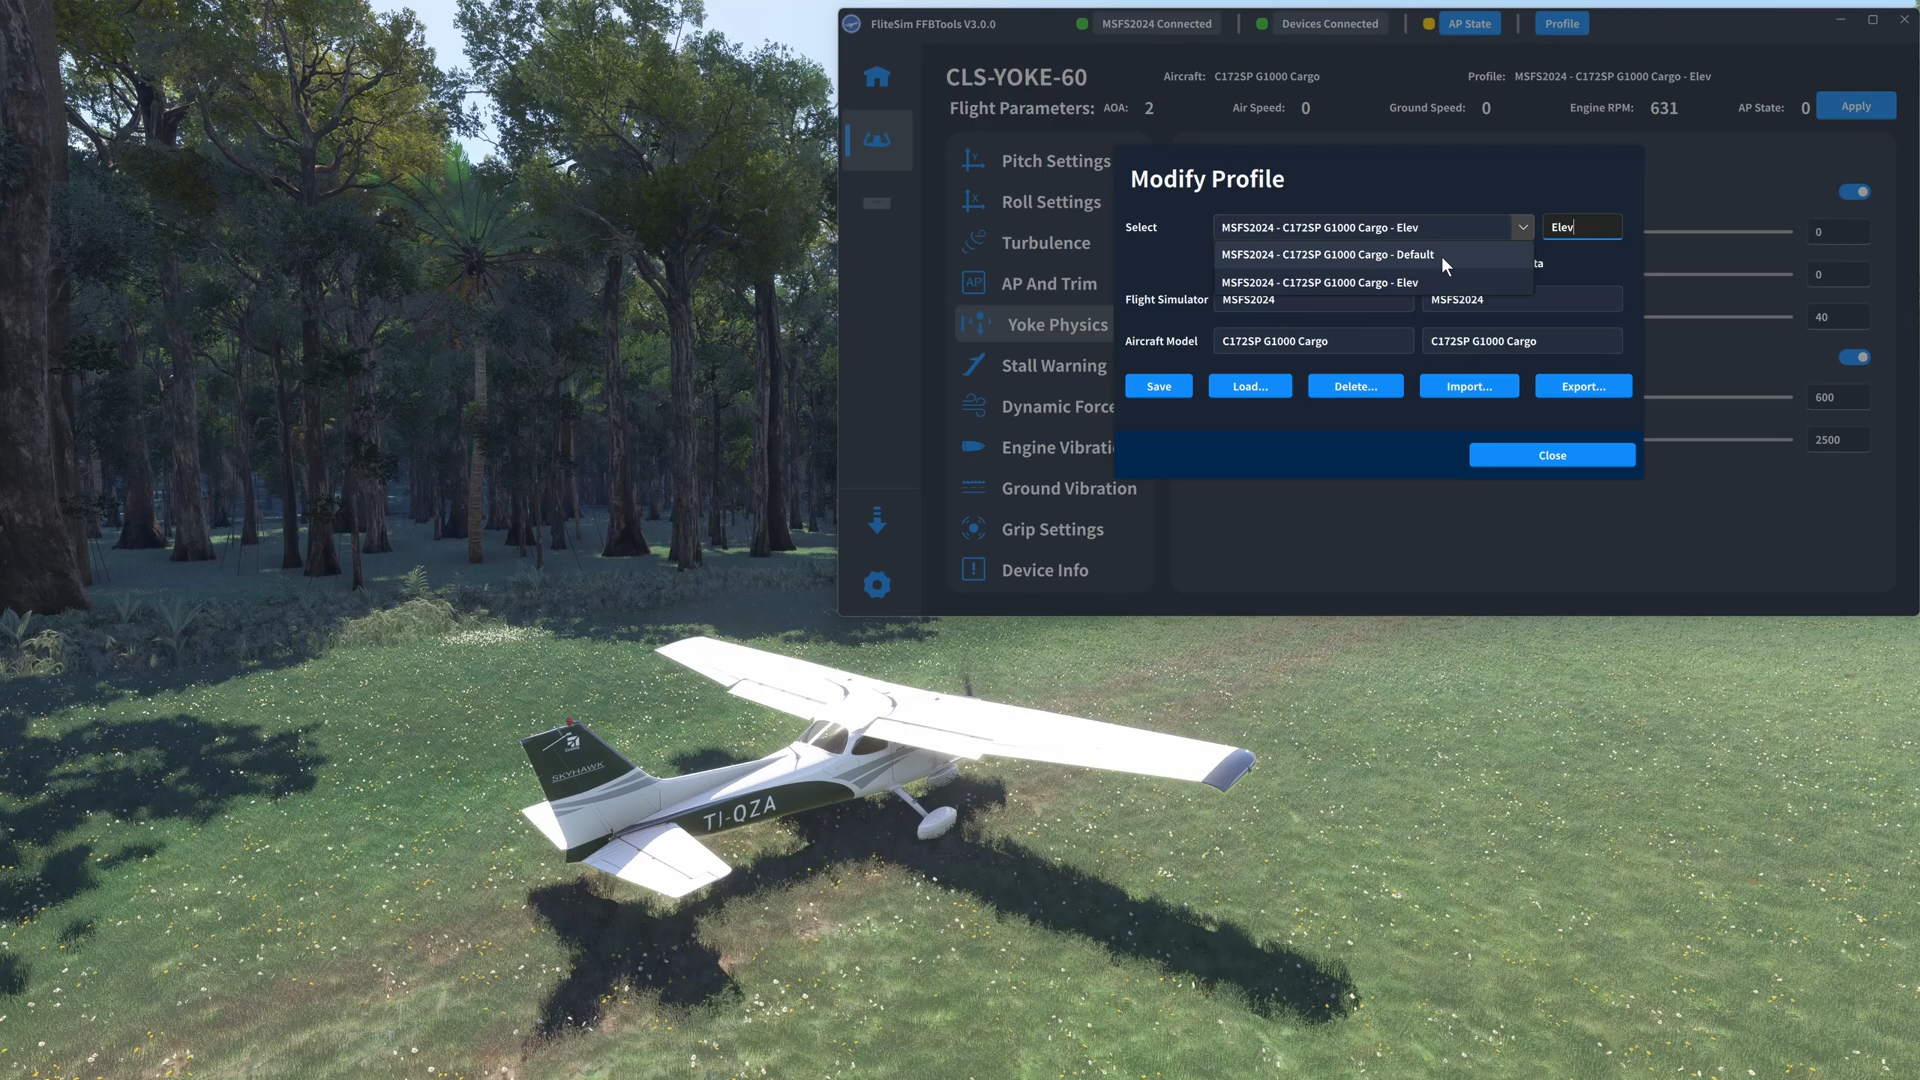 FliteSim FFBTools V3.0.0
MSFS2024 Connected
Devices Connected
AP State
Profile
CLS-YOKE-60
Aircraft: C172SP G1000 Cargo
Profile: MSFS2024 - C172SP G1000 Cargo - Elev
Flight Parameters: AOA: 2 Air Speed: 0 Ground Speed: 0 Engine RPM: 631 AP State: 0 Apply
Pitch Settings
Roll Settings
Turbulence
AP And Trim
Yoke Physics
Stall Warning
Dynamic Force
Engine Vibrati
Ground Vibration
Grip Settings
Device Info
Modify Profile
Select MSFS2024 - C172SP G1000 Cargo - Elev Elev
MSFS2024 - C172SP G1000 Cargo - Default
ta
MSFS2024 - C172SP G1000 Cargo - Elev
Flight Simulator MSFS2024 MSFS2024
Aircraft Model C172SP G1000 Cargo C172SP G1000 Cargo
Save Load... Delete... Import... Export...
Close
0
0
40
600
2500
SKYHAWK
TI-QZA